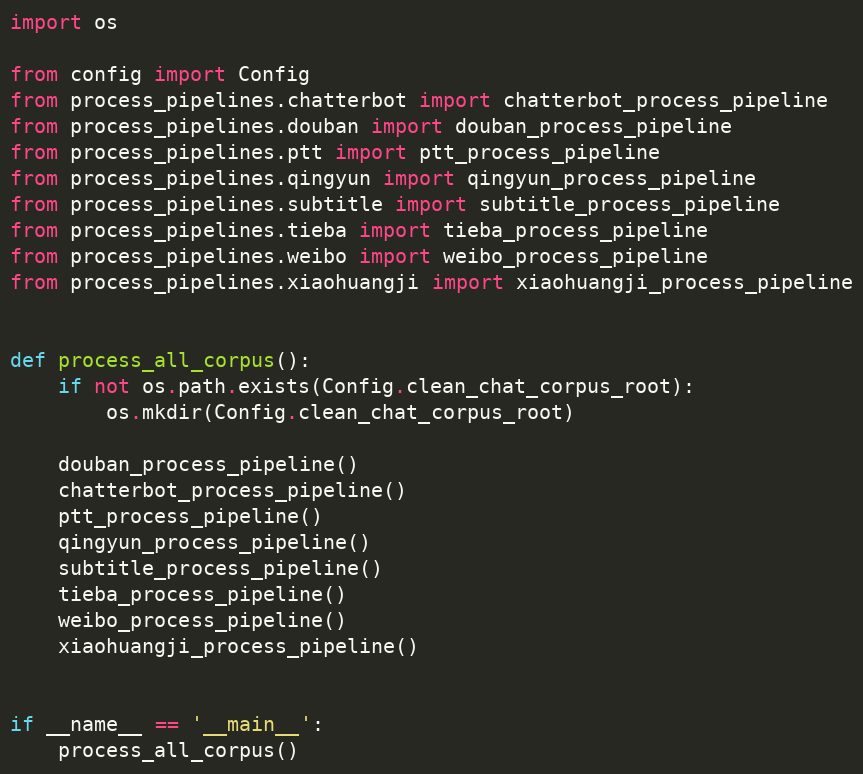 import os

from config import Config
from process_pipelines.chatterbot import chatterbot_process_pipeline
from process_pipelines.douban import douban_process_pipeline
from process_pipelines.ptt import ptt_process_pipeline
from process_pipelines.qingyun import qingyun_process_pipeline
from process_pipelines.subtitle import subtitle_process_pipeline
from process_pipelines.tieba import tieba_process_pipeline
from process_pipelines.weibo import weibo_process_pipeline
from process_pipelines.xiaohuangji import xiaohuangji_process_pipeline


def process_all_corpus():
    if not os.path.exists(Config.clean_chat_corpus_root):
        os.mkdir(Config.clean_chat_corpus_root)

    douban_process_pipeline()
    chatterbot_process_pipeline()
    ptt_process_pipeline()
    qingyun_process_pipeline()
    subtitle_process_pipeline()
    tieba_process_pipeline()
    weibo_process_pipeline()
    xiaohuangji_process_pipeline()


if __name__ == '__main__':
    process_all_corpus()